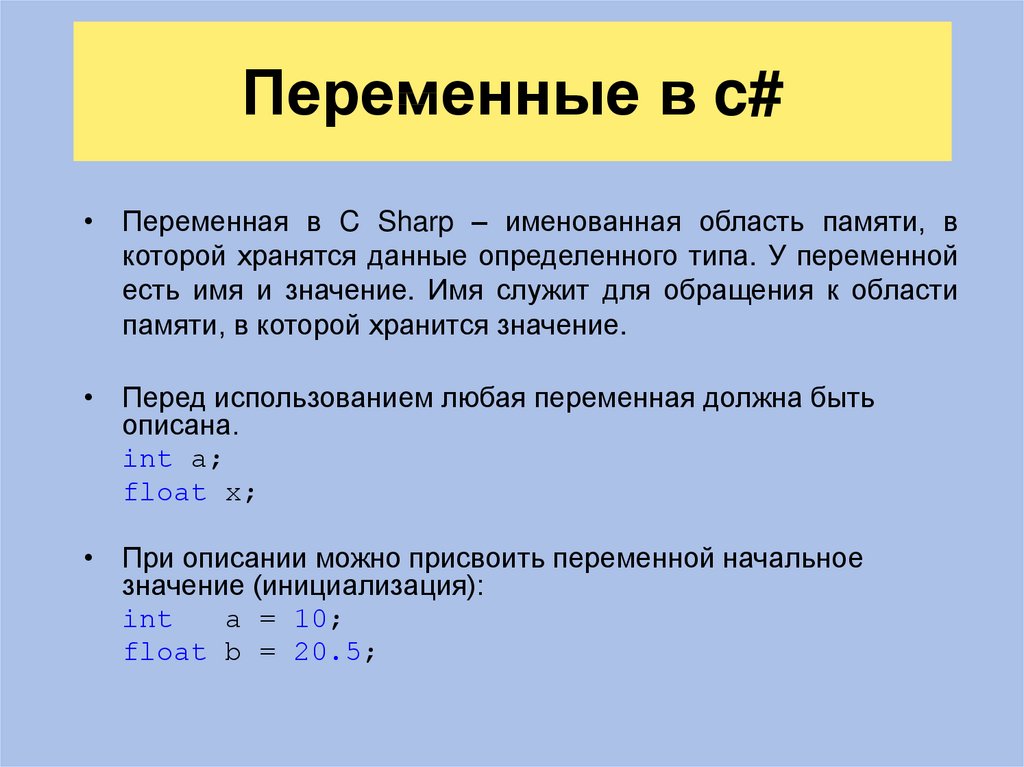 Переменные в с#
• Переменная в C Sharp – именованная область памяти, в
которой хранятся данные определенного типа. У переменной
есть имя и значение. Имя служит для обращения к области
памяти, в которой хранится значение.
• Перед использованием любая переменная должна быть
описана.
int a;
float x;
• При описании можно присвоить переменной начальное
значение (инициализация):
int   a = 10;
float b = 20.5;